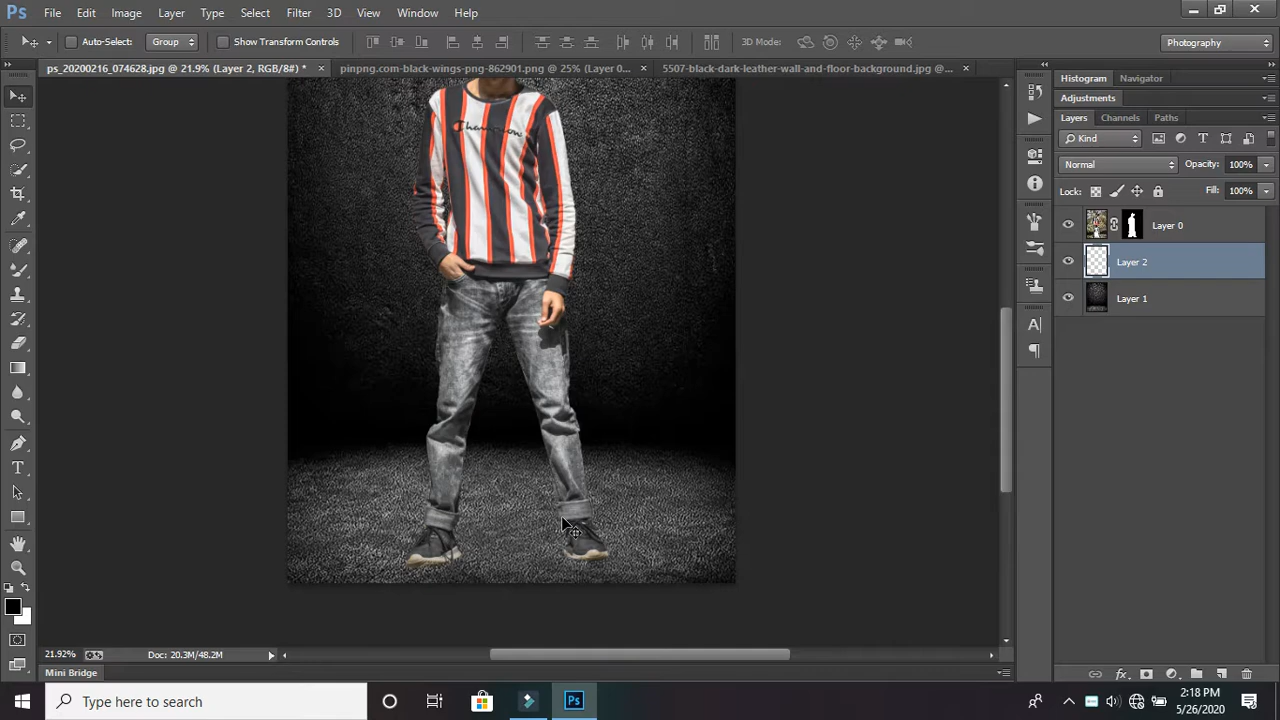 Ps File Edit Image Layer Type Select Filter 3D View Window Help
Auto-Select: Group Show Transform Controls 3D Mode: Photography
ps_20200216_074628.jpg @ 21.9% (Layer 2, RGB/8#) * × pinpng.com-black-wings-png-862901.png @ 25% (Layer 0... × 5507-black-dark-leather-wall-and-floor-background.jpg @... ×
Histogram Navigator
Adjustments
Layers Channels Paths
Kind
Normal Opacity: 100%
Lock: Fill: 100%
Layer 0
Layer 2
Layer 1
Champion
21.92% Doc: 20.3M/48.2M
Mini Bridge
Type here to search
Ps
2:18 PM
5/26/2020